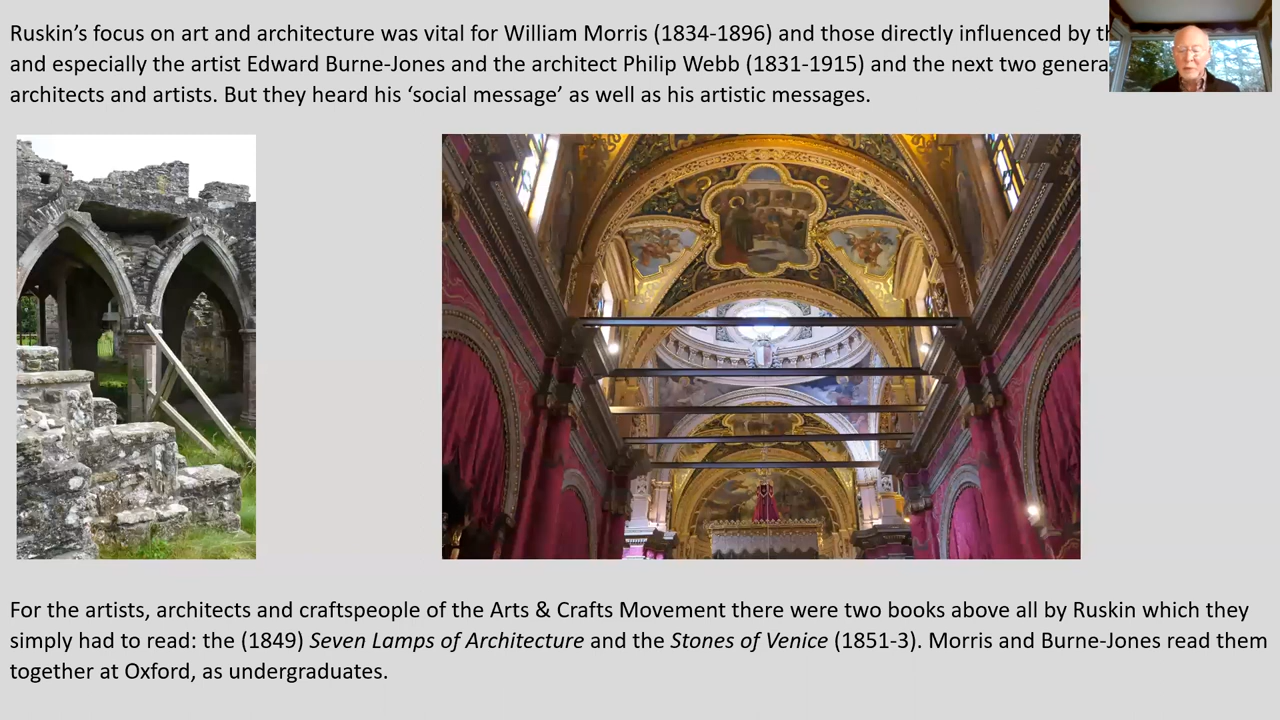 Ruskin’s focus on art and architecture was vital for William Morris (1834-1896) and those directly influenced by
and especially the artist Edward Burne-Jones and the architect Philip Webb (1831-1915) and the next two
architects and artists. But they heard his ‘social message’ as well as his artistic messages.
For the artists, architects and craftspeople of the Arts & Crafts Movement there were two books above all by Ruskin which they
simply had to read: the (1849) Seven Lamps of Architecture and the Stones of Venice (1851-3). Morris and Burne-Jones read them
together at Oxford, as undergraduates.